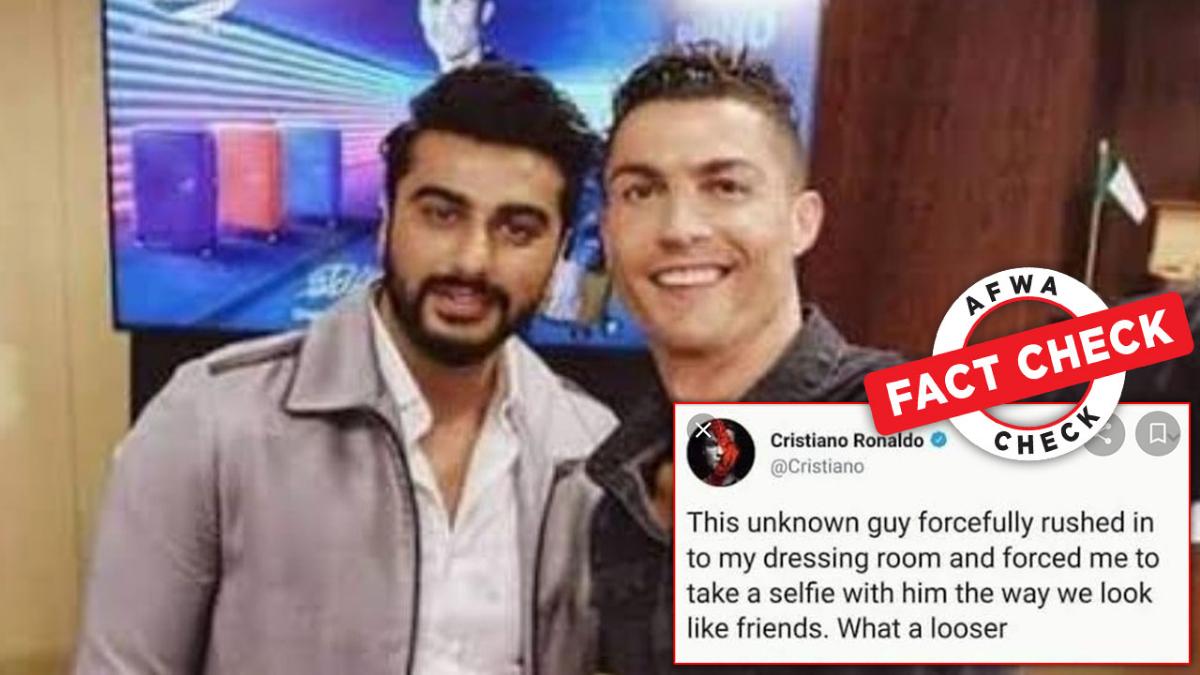 AFWA
FACT CHECK
CHECK
Cristiano Ronaldo
@Cristiano
This unknown guy forcefully rushed in
to my dressing room and forced me to
take a selfie with him the way we look
like friends. What a looser